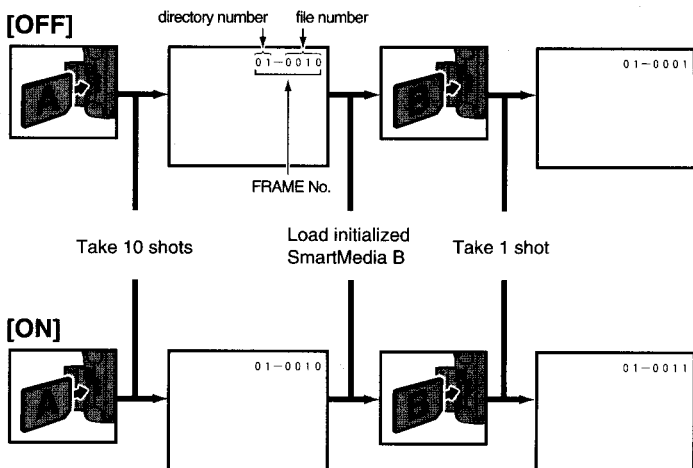 directory number file number
[OFF]
A
01-0010
B
01-0001
FRAME No.
Take 10 shots
Load initialized
SmartMedia B
Take 1 shot
[ON]
A
01-0010
B
01-0011